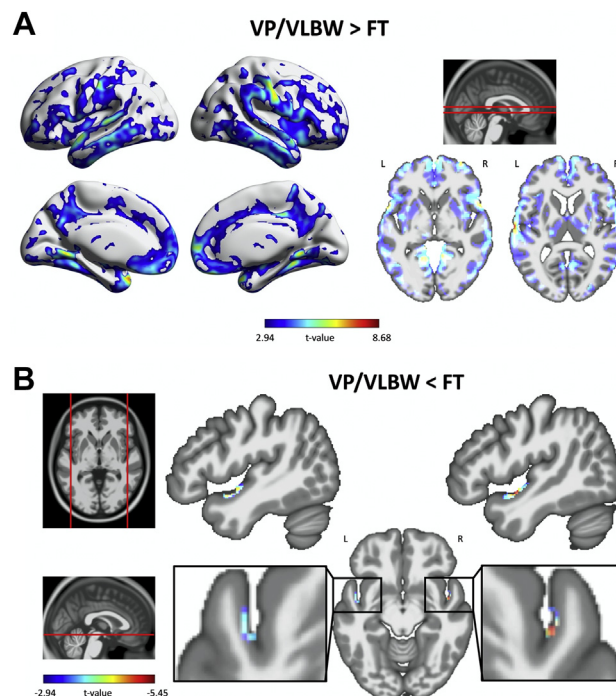 A
VP/VLBW > FT
L
R
L
2.94
t-value
8.68
B
VP/VLBW < FT
L
R
-2.94
t-value
-5.45